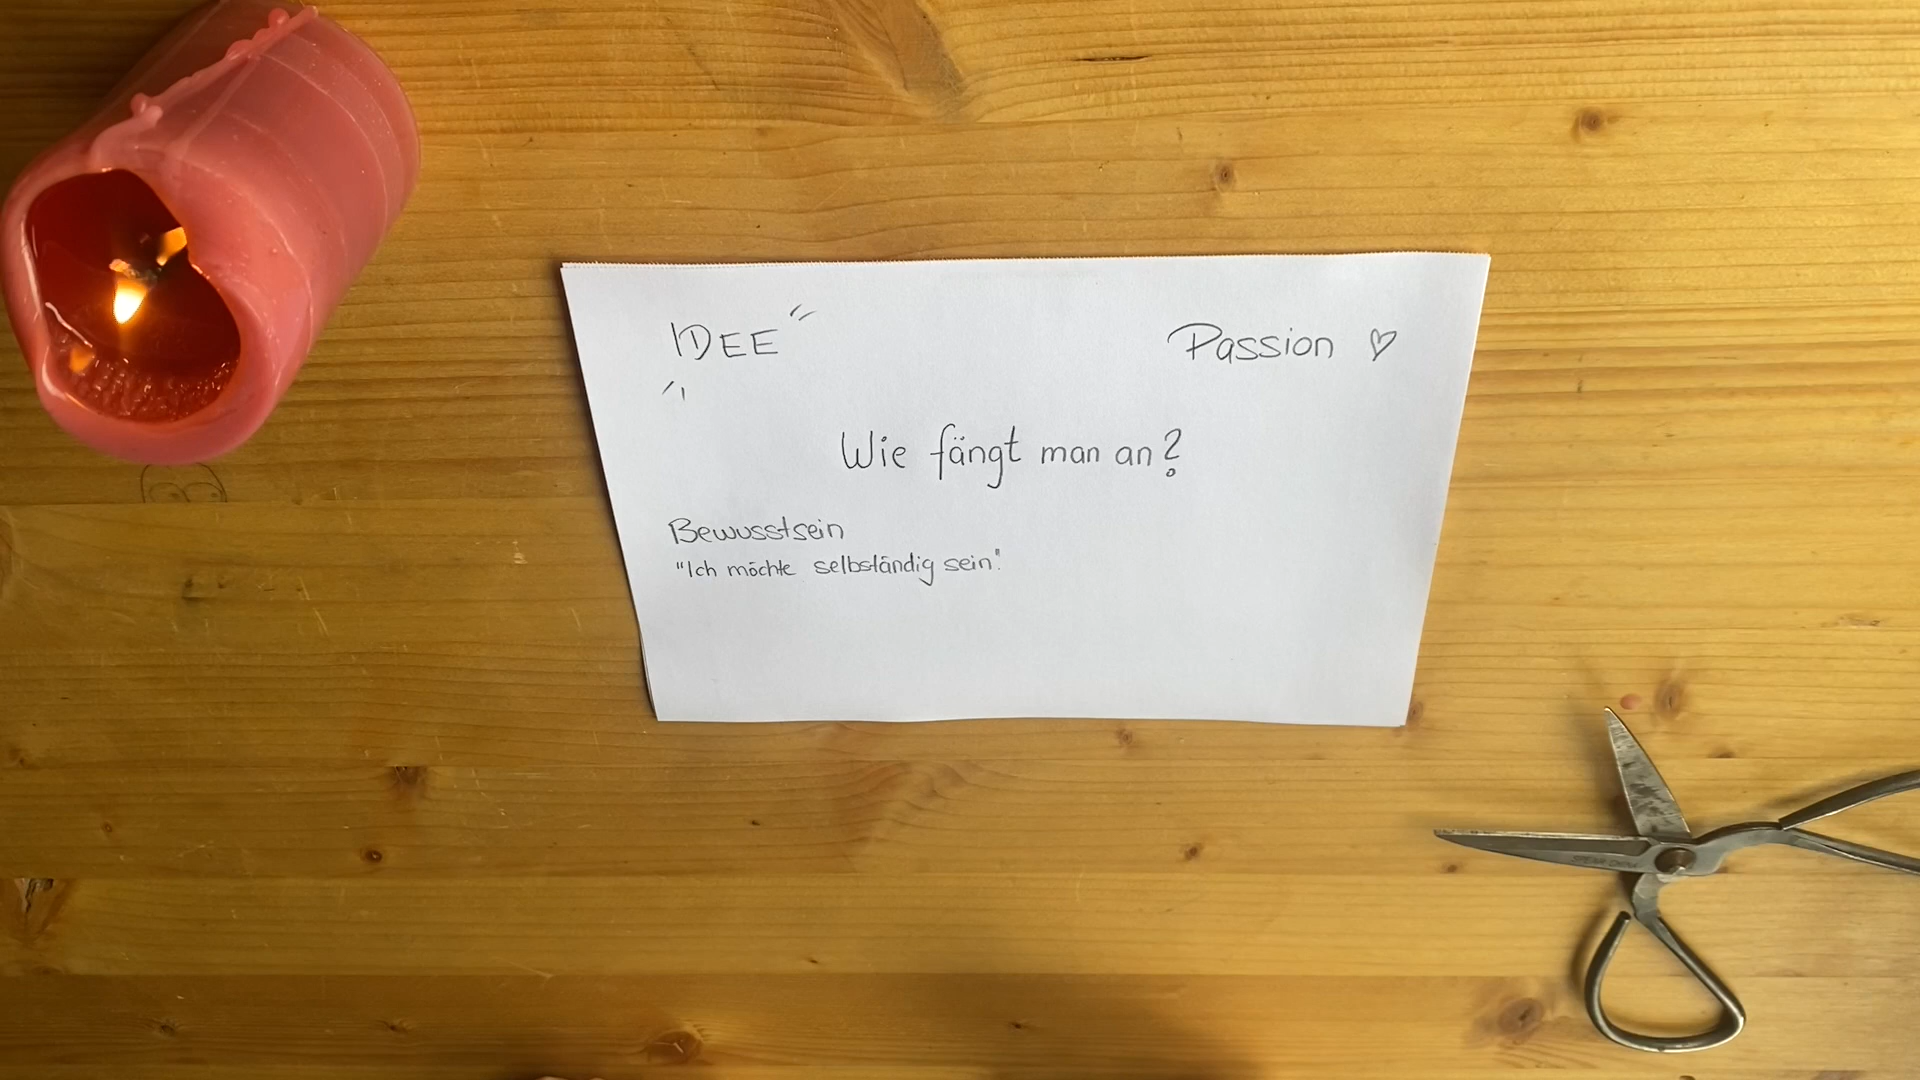 IDEE
Passion ♡
Wie fängt man an?
Bewusstsein
"Ich möchte selbständig sein."